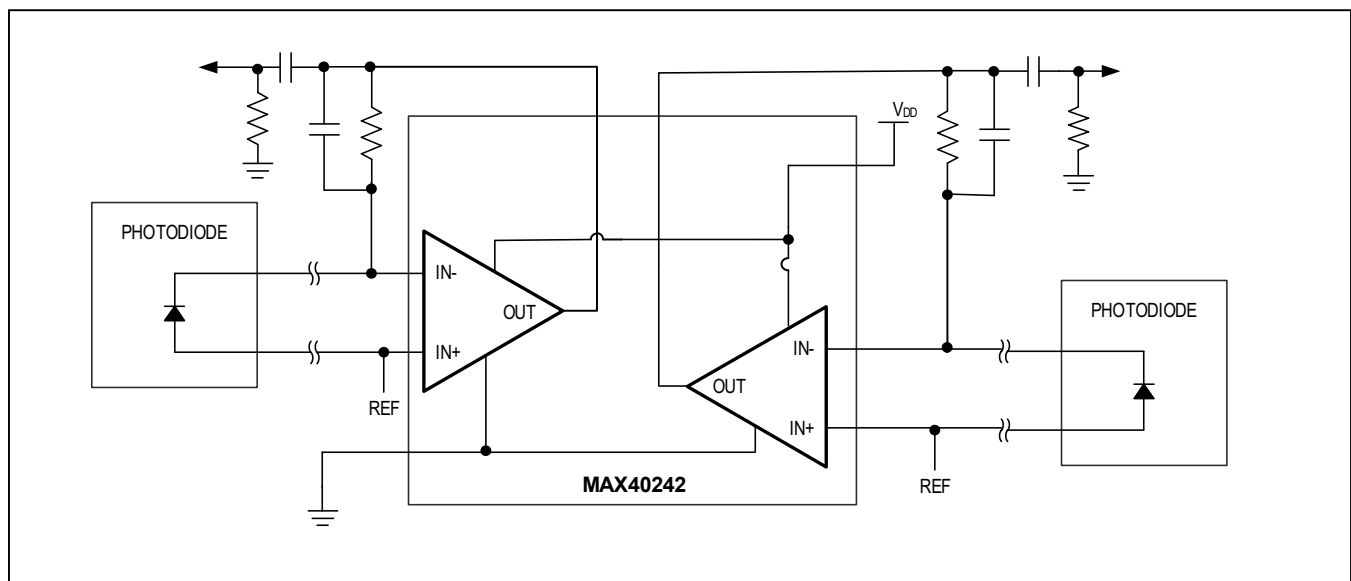 VDD
PHOTODIODE
IN-
OUT
IN+
REF
PHOTODIODE
IN-
OUT
IN+
REF
MAX40242